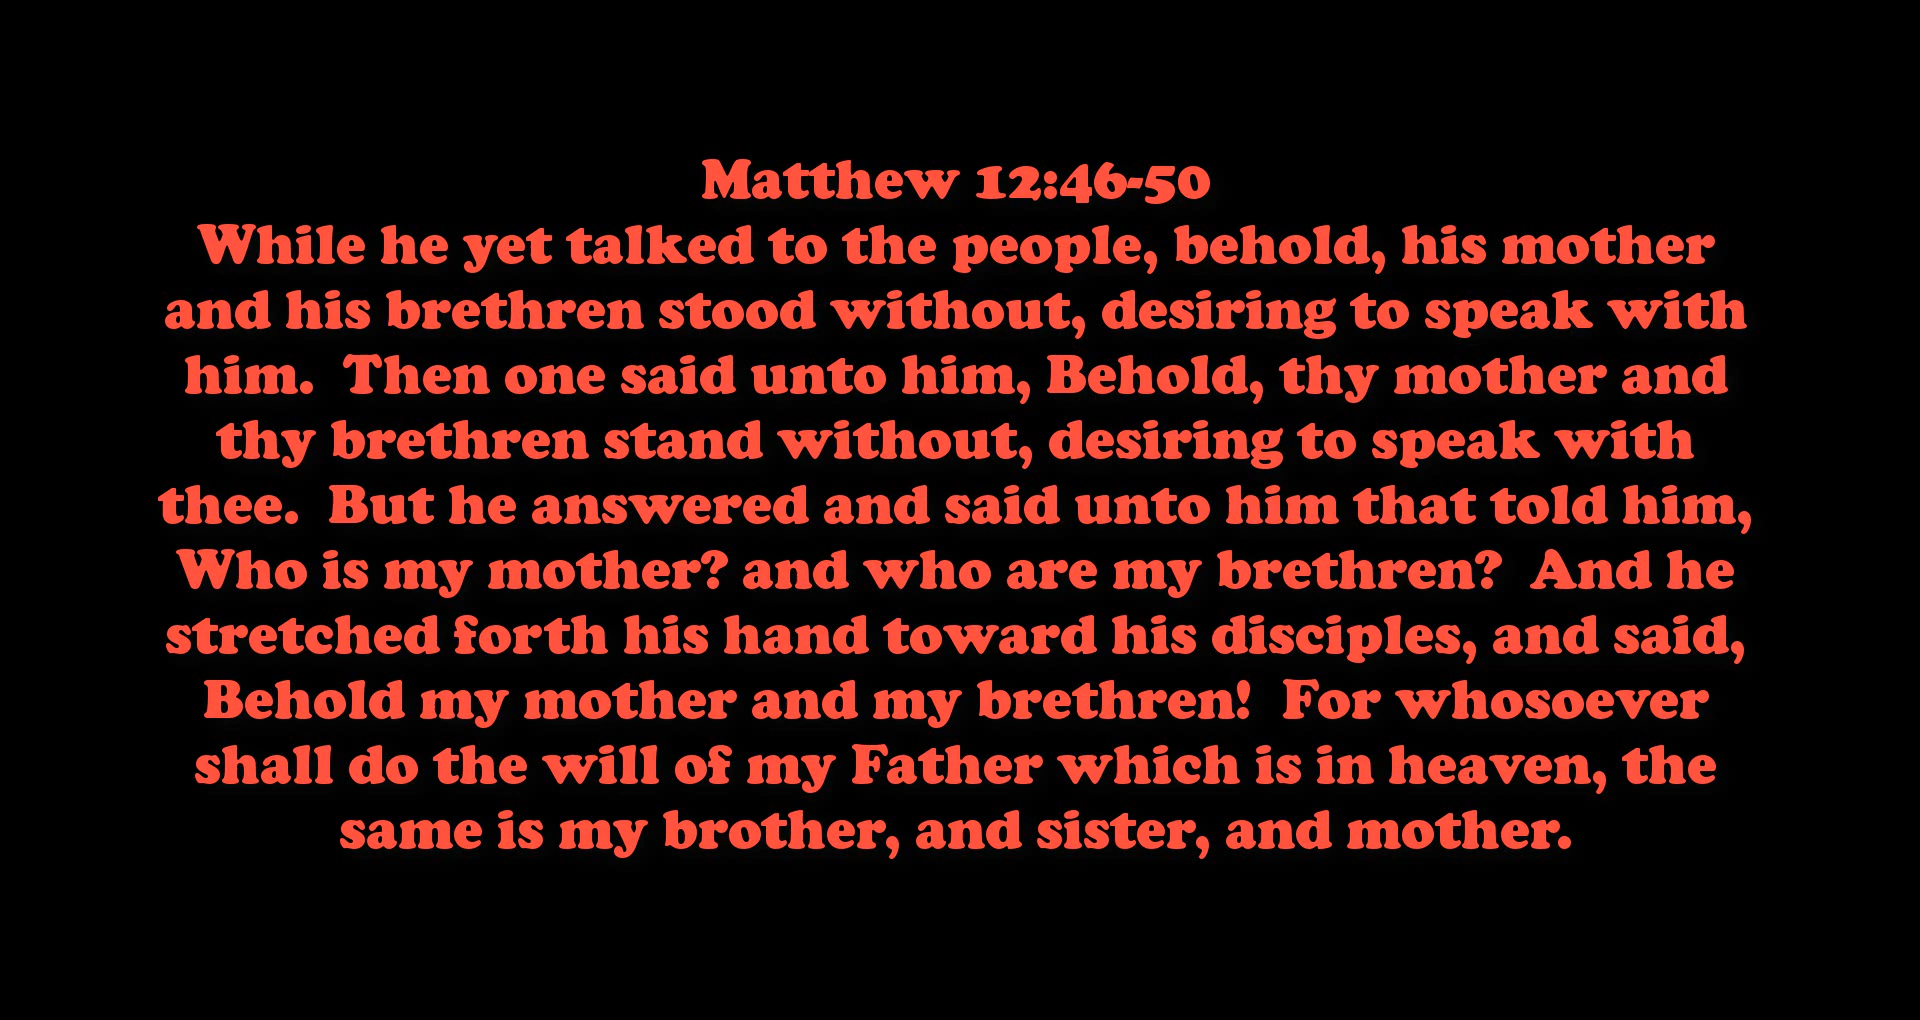 Matthew 12:46-50
While he yet talked to the people, behold, his mother
and his brethren stood without, desiring to speak with
him.  Then one said unto him, Behold, thy mother and
thy brethren stand without, desiring to speak with
thee.  But he answered and said unto him that told him,
Who is my mother? and who are my brethren?  And he
stretched forth his hand toward his disciples, and said,
Behold my mother and my brethren!  For whosoever
shall do the will of my Father which is in heaven, the
same is my brother, and sister, and mother.